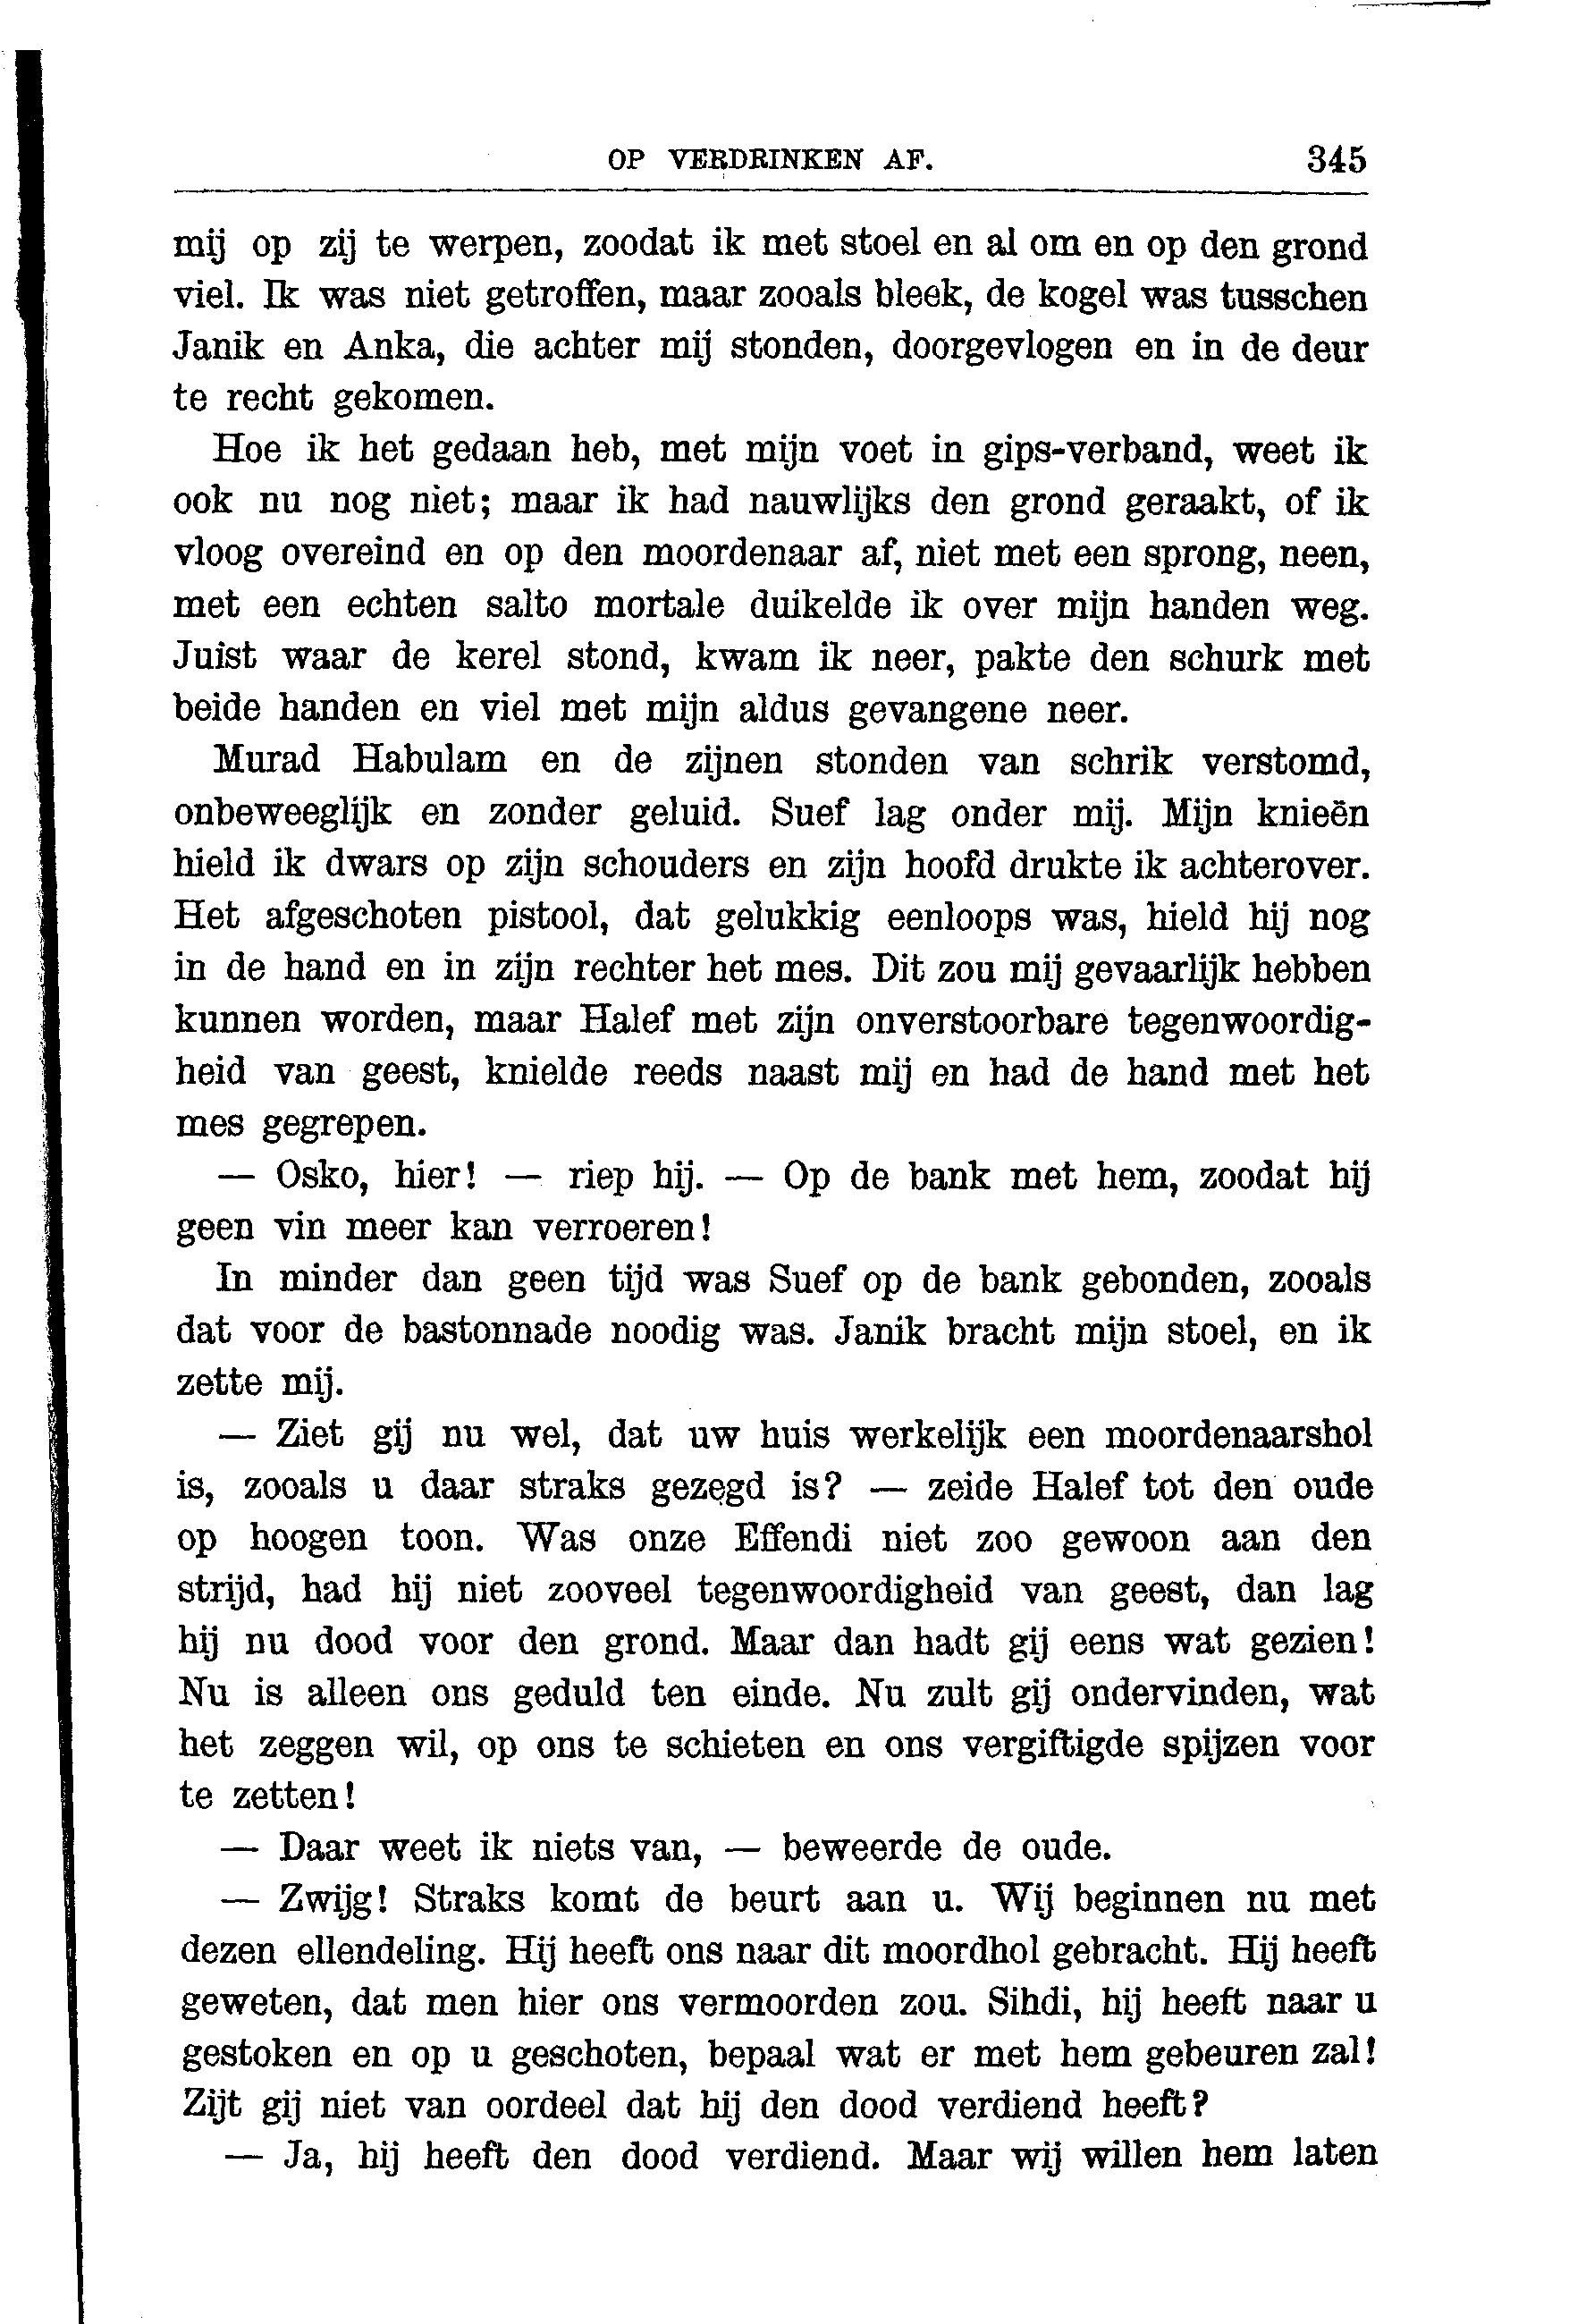 OP VERDRINKEN AF. 345
mij op zij te werpen, zoodat ik met stoel en al om en op den grond
viel. Ik was niet getroffen, maar zooals bleek, de kogel was tusschen
Janik en Anka, die achter mij stonden, doorgevlogen en in de deur
te recht gekomen.
Hoe ik het gedaan heb, met mijn voet in gips-verband, weet ik
ook nu nog niet; maar ik had nauwlijks den grond geraakt, of ik
vloog overeind en op den moordenaar af, niet met een sprong, neen,
met een echten salto mortale duikelde ik over mijn handen weg.
Juist waar de kerel stond, kwam ik neer, pakte den schurk met
beide handen en viel met mijn aldus gevangene neer.
Murad Habulam en de zijnen stonden van schrik verstomd,
onbeweeglijk en zonder geluid. Suef lag onder mij. Mijn knieën
hield ik dwars op zijn schouders en zijn hoofd drukte ik achterover.
Het afgeschoten pistool, dat gelukkig eenloops was, hield hij nog
in de hand en in zijn rechter het mes. Dit zou mij gevaarlijk hebben
kunnen worden, maar Halef met zijn onverstoorbare tegenwoordig-
heid van geest, knielde reeds naast mij en had de hand met het
mes gegrepen.
— Osko, hier! — riep hij. — Op de bank met hem, zoodat hij
geen vin meer kan verroeren!
In minder dan geen tijd was Suef op de bank gebonden, zooals
dat voor de bastonnade noodig was. Janik bracht mijn stoel, en ik
zette mij.
— Ziet gij nu wel, dat uw huis werkelijk een moordenaarshol
is, zooals u daar straks gezegd is? — zeide Halef tot den oude
op hoogen toon. Was onze Effendi niet zoo gewoon aan den
strijd, had hij niet zooveel tegenwoordigheid van geest, dan lag
hij nu dood voor den grond. Maar dan hadt gij eens wat gezien!
Nu is alleen ons geduld ten einde. Nu zult gij ondervinden, wat
het zeggen wil, op ons te schieten en ons vergiftigde spijzen voor
te zetten!
— Daar weet ik niets van, — beweerde de oude.
— Zwijg! Straks komt de beurt aan u. Wij beginnen nu met
dezen ellendeling. Hij heeft ons naar dit moordhol gebracht. Hij heeft
geweten, dat men hier ons vermoorden zou. Sihdi, hij heeft naar u
gestoken en op u geschoten, bepaal wat er met hem gebeuren zal!
Zijt gij niet van oordeel dat hij den dood verdiend heeft?
— Ja, hij heeft den dood verdiend. Maar wij willen hem laten